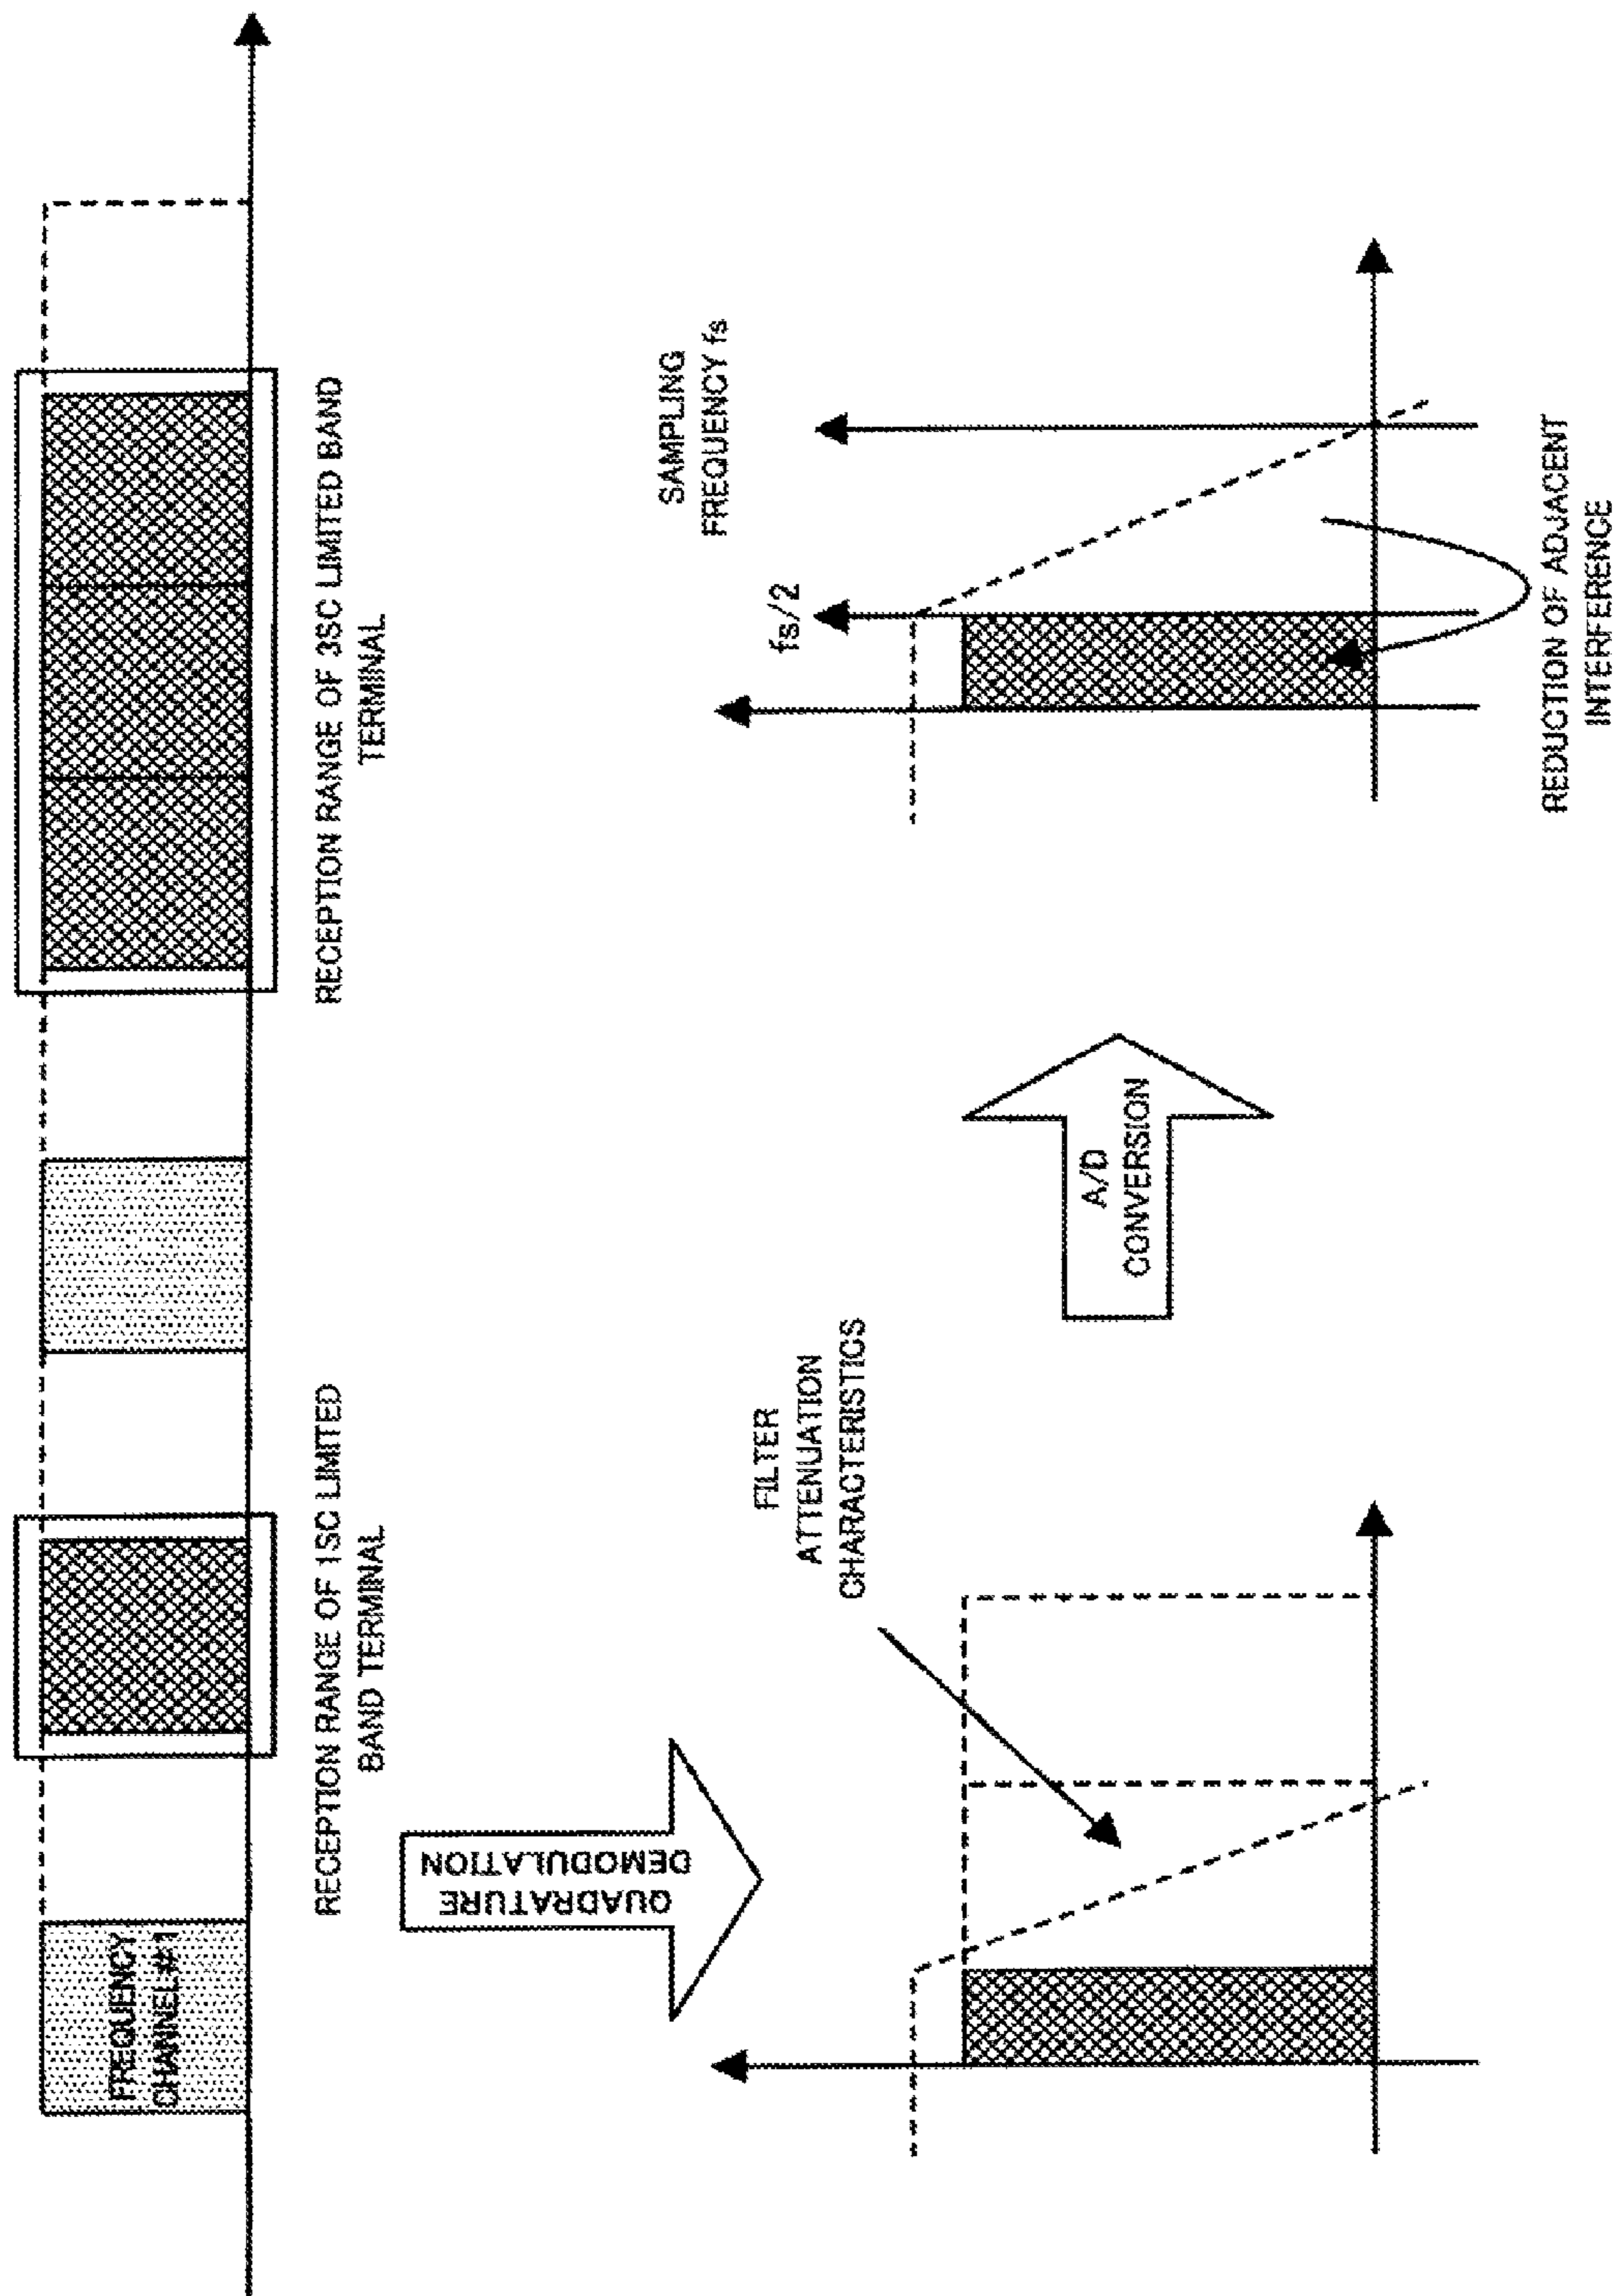 FREQUENCY
CHANNEL#1
RECEPTION RANGE OF 1SC LIMITED
BAND TERMINAL
RECEPTION RANGE OF 3SC LIMITED BAND
TERMINAL
QUADRATURE
DEMODULATION
FILTER
ATTENUATION
CHARACTERISTICS
A/D
CONVERSION
fs/2
SAMPLING
FREQUENCY fs
REDUCTION OF ADJACENT
INTERFERENCE